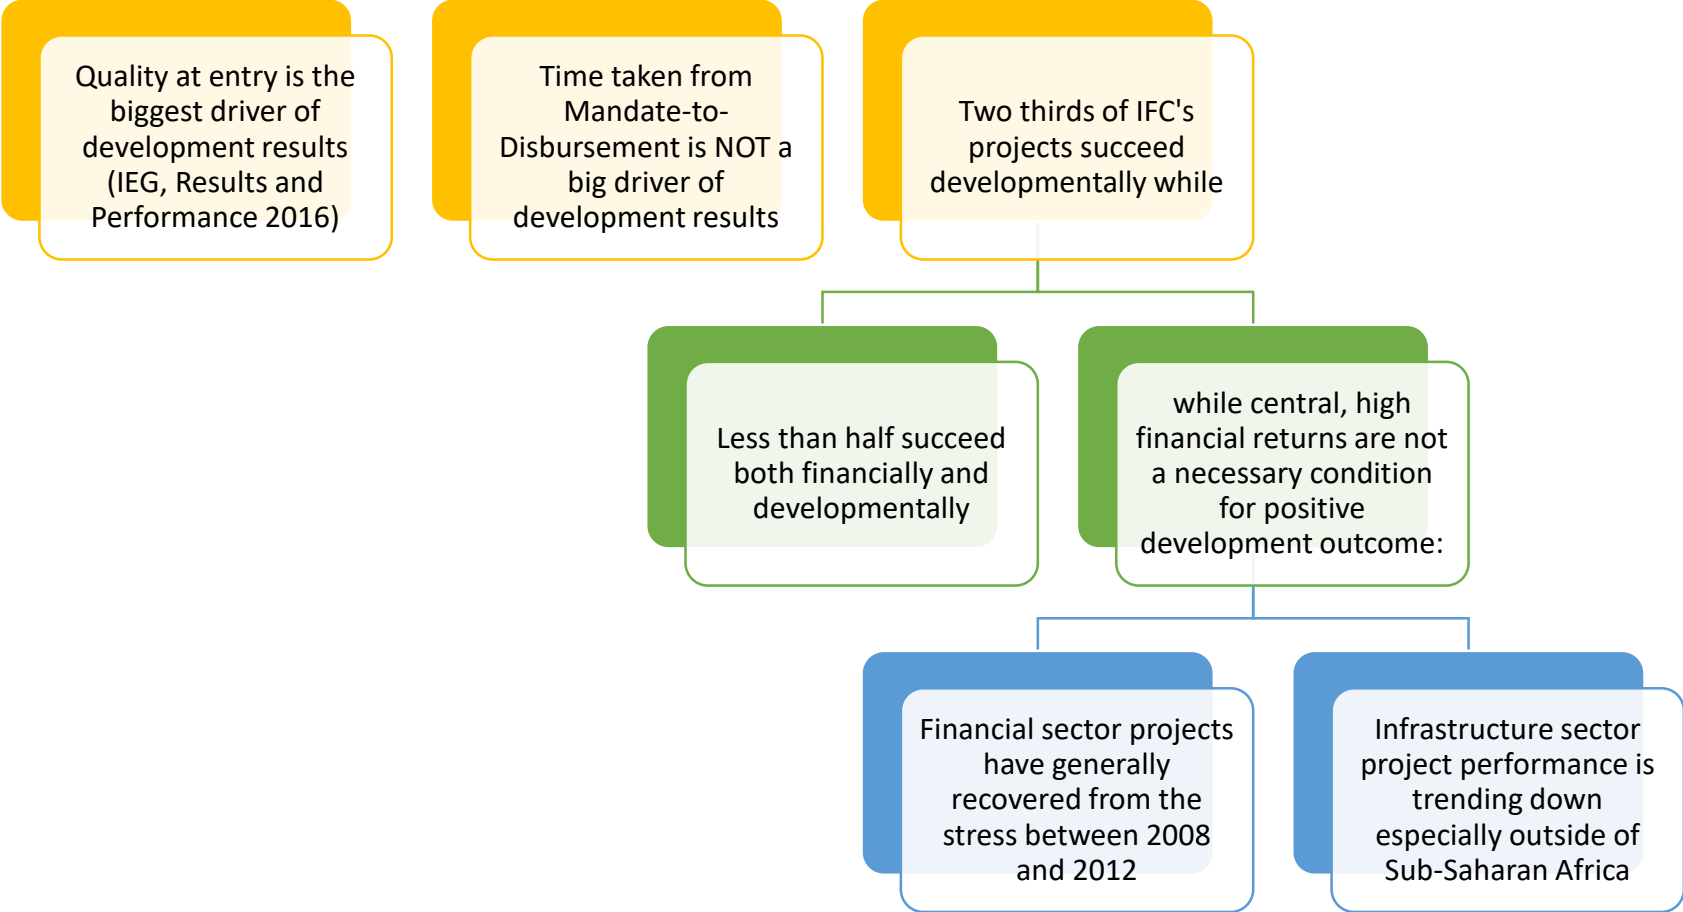 Quality at entry is the
biggest driver of
development results
(IEG, Results and
Performance 2016)
Time taken from
Mandate-to-
Disbursement is NOT a
big driver of
development results
Two thirds of IFC's
projects succeed
developmentally while
Less than half succeed
both financially and
developmentally
while central, high
financial returns are not
a necessary condition
for positive
development outcome:
Financial sector projects
have generally
recovered from the
stress between 2008
and 2012
Infrastructure sector
project performance is
trending down
especially outside of
Sub-Saharan Africa